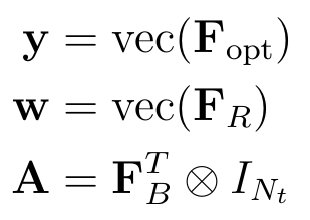 y = vec(F_opt)
w = vec(F_R)
A = F_B^T ⊗ I_{N_t}